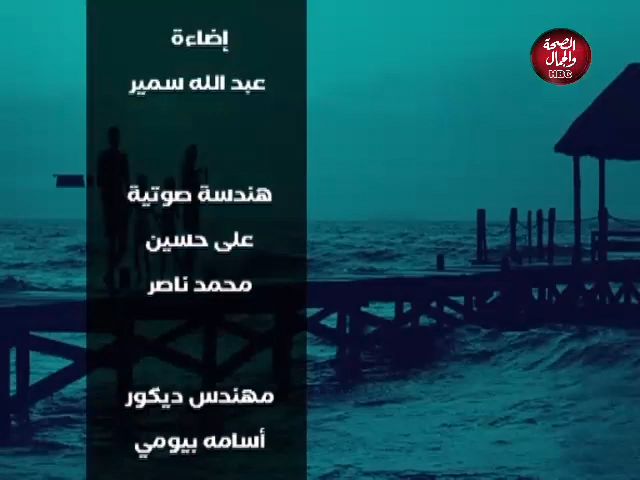 إضاءة
عبد الله سمير
هندسة صوتية
على حسين
محمد ناصر
مهندس ديكور
أسامه بيومي
الصحة
والجمال
HBC